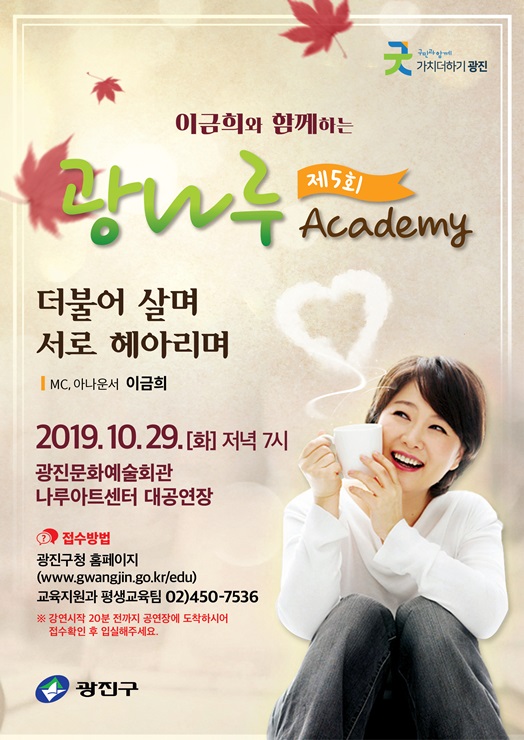 구민과 함께
가치더하기 광진
이금희와 함께하는
광나루
제5회
Academy
더불어 살며
서로 헤아리며
MC, 아나운서 이금희
2019. 10. 29. [화] 저녁 7시
광진문화예술회관
나루아트센터 대공연장
? 접수방법
광진구청 홈페이지
(www.gwangjin.go.kr/edu)
교육지원과 평생교육팀 02)450-7536
※ 강연시작 20분 전까지 공연장에 도착하시어
접수확인 후 입실해주세요.
광진구